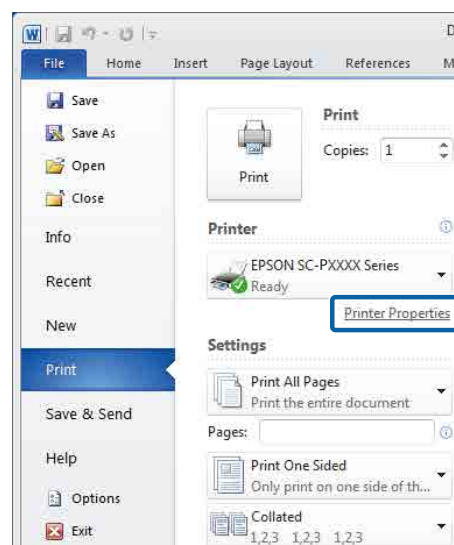 W
D
File Home Insert Page Layout References M
Save
Save As
Open
Close
Info
Recent
New
Print
Save & Send
Help
Options
Exit
Print
Print
Copies: 1
Printer
EPSON SC-PXXXX Series
Ready
Printer Properties
Settings
Print All Pages
Print the entire document
Pages:
Print One Sided
Only print on one side of th...
Collated
1,2,3 1,2,3 1,2,3